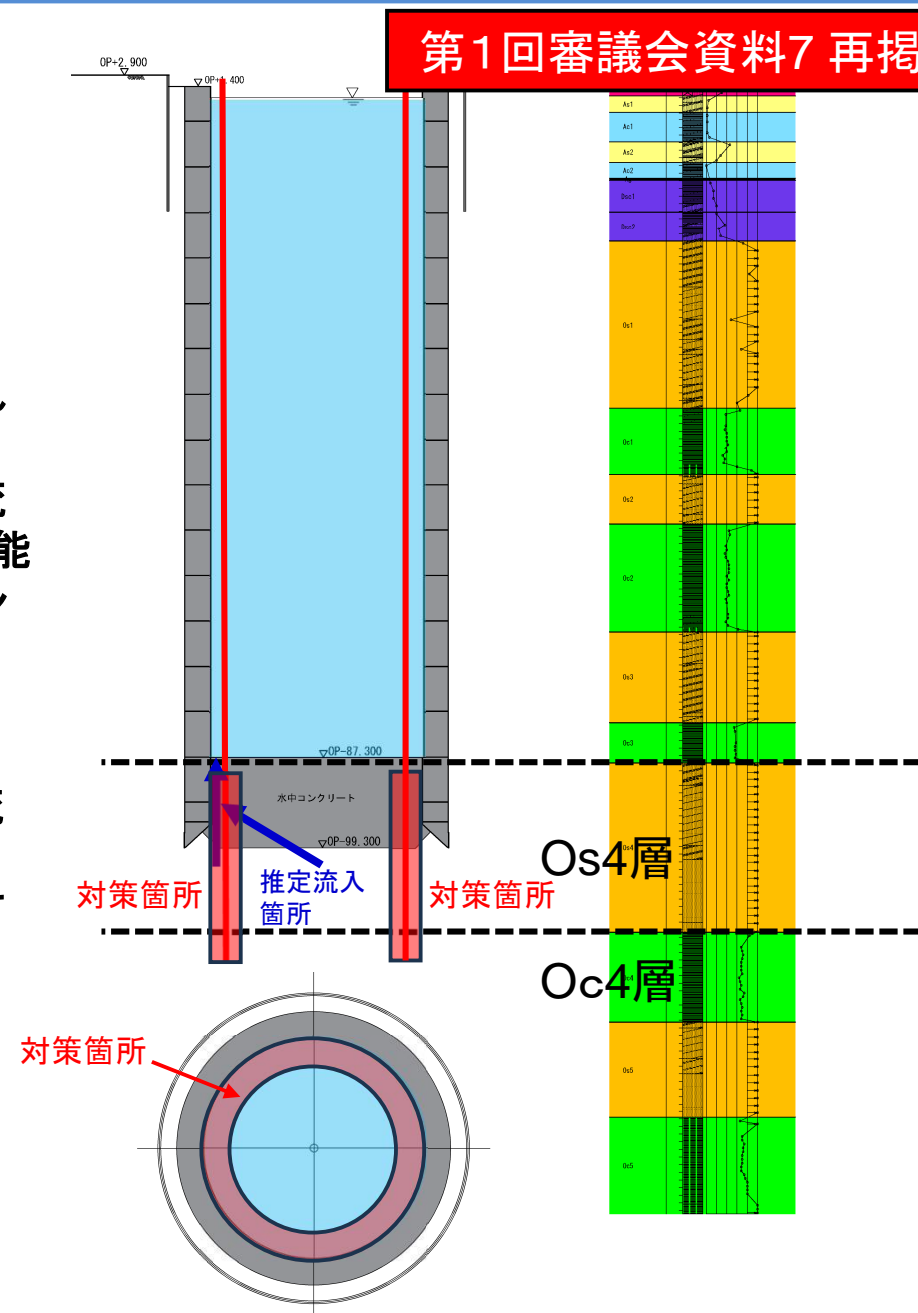 第1回審議会資料7 再掲
OP+2.900
400
能
OP-87.300
水中コンクリート
OP-99.300
対策箇所
推定流入
箇所
対策箇所
対策箇所
As1
Ac1
As2
Ac2
Dsc1
Os1
Oc1
Os2
Oc2
Os3
Oc3
Os4層
Oc4層
Os5
Oc5